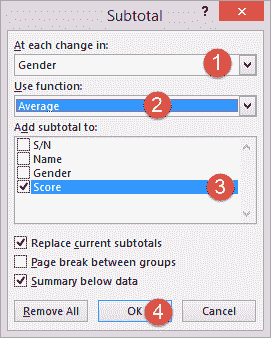 Subtotal
? ×
At each change in:
Gender
1
Use function:
Average
2
Add subtotal to:
S/N
Name
Gender
Score
3
Replace current subtotals
Page break between groups
Summary below data
Remove All
OK
4
Cancel